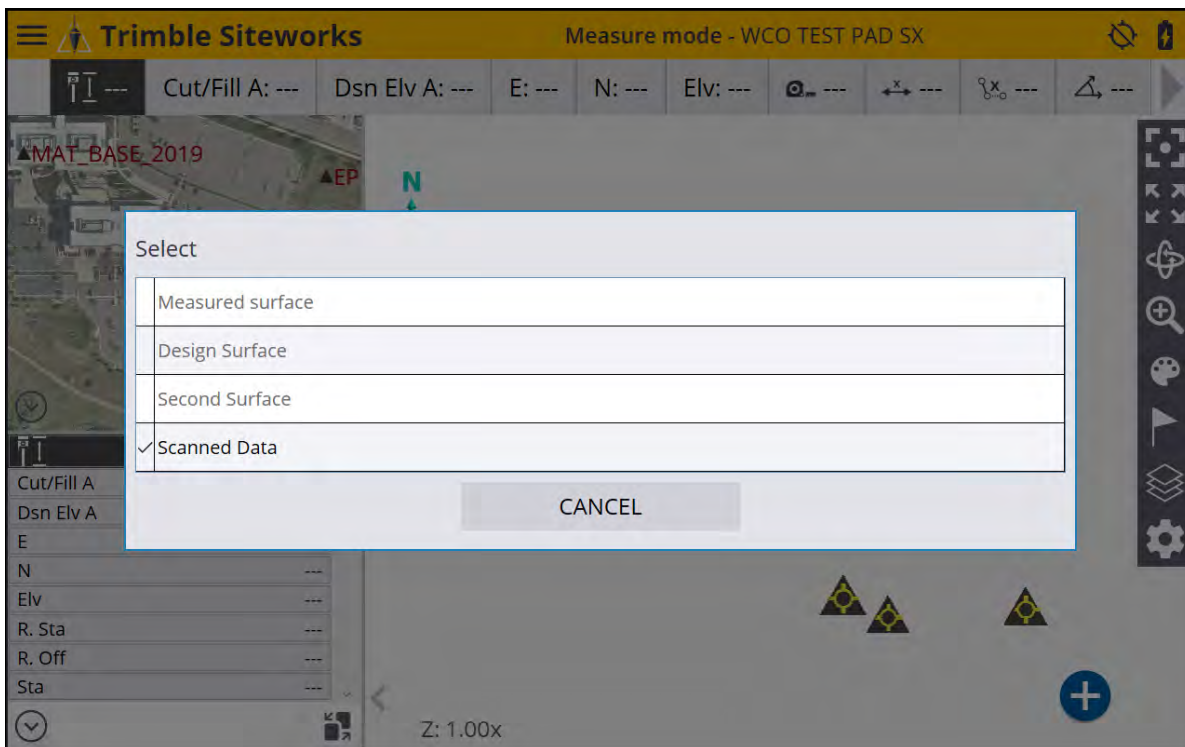 Trimble Siteworks
Measure mode - WCO TEST PAD SX
--- Cut/Fill A: --- Dsn Elv A: --- E: --- N: --- Elv: --- --- --- --- ---
MAT_BASE_2019
EP
N
Select
Measured surface
Design Surface
Second Surface
Scanned Data
CANCEL
Cut/Fill A
Dsn Elv A
E
N ---
Elv ---
R. Sta ---
R. Off ---
Sta ---
Z: 1.00x